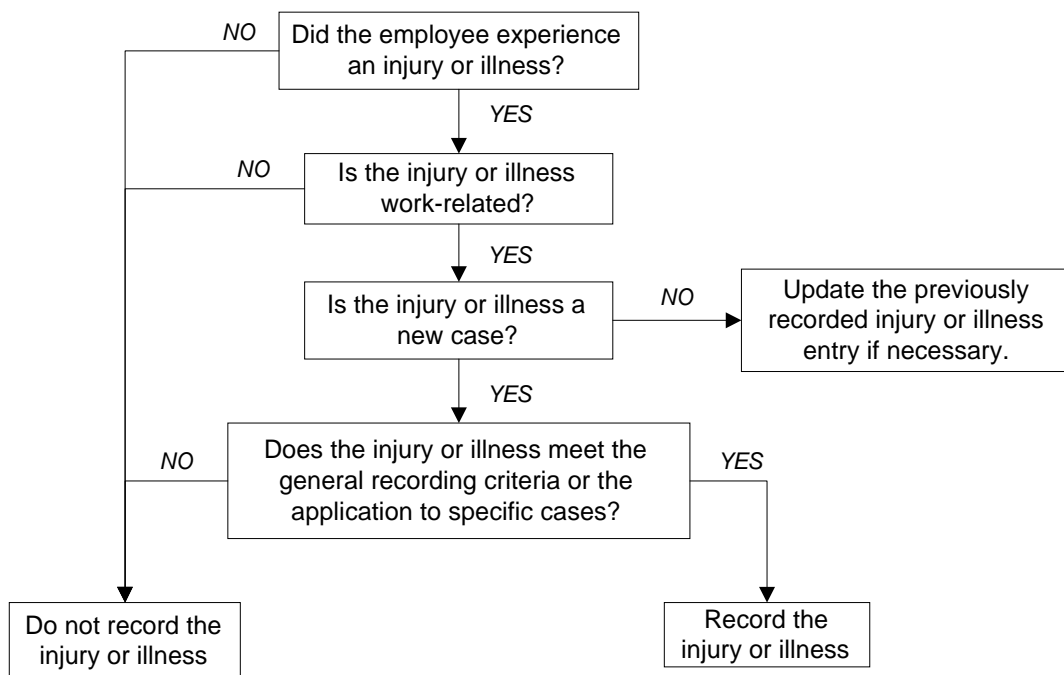 NO
Did the employee experience
an injury or illness?
YES
NO
Is the injury or illness
work-related?
YES
Is the injury or illness a
new case?
NO
Update the previously
recorded injury or illness
entry if necessary.
YES
NO
Does the injury or illness meet the
general recording criteria or the
application to specific cases?
YES
Do not record the
injury or illness
Record the
injury or illness